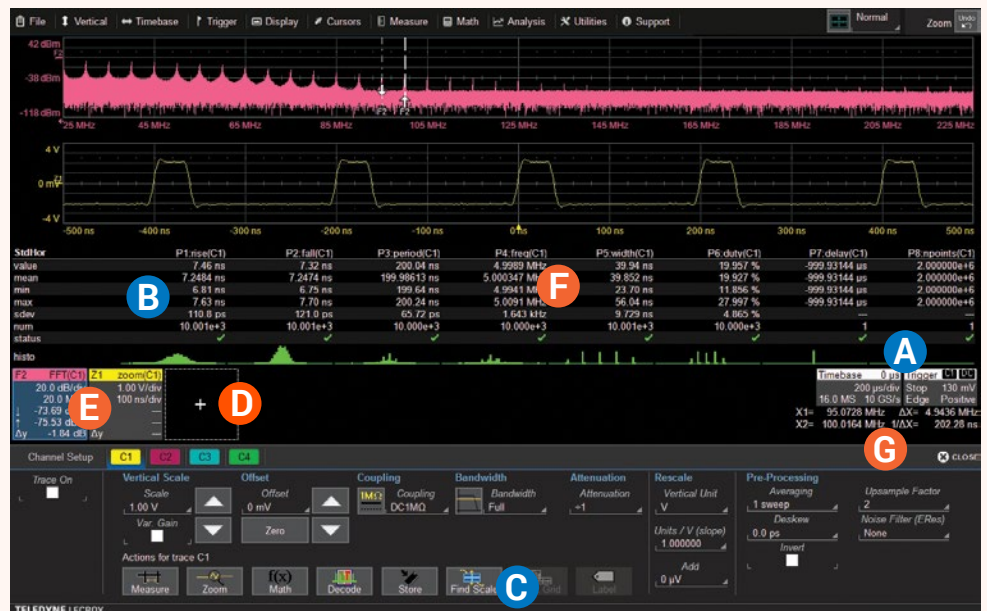 File Vertical Timebase Trigger Display Cursors Measure Math Analysis Utilities Support Normal Zoom Undo
42 dBm
F2
-38 dBm
-118 dBm
F2 F2
25 MHz 45 MHz 65 MHz 85 MHz 105 MHz 125 MHz 145 MHz 165 MHz 185 MHz 205 MHz 225 MHz
4 V
0 mV
Z1
-4 V
-500 ns -400 ns -300 ns -200 ns -100 ns 0 ns 100 ns 200 ns 300 ns 400 ns 500 ns
StdHor P1:rise(C1) P2:fall(C1) P3:period(C1) P4:freq(C1) P5:width(C1) P6:duty(C1) P7:delay(C1) P8:npoints(C1)
value 7.46 ns 7.32 ns 200.04 ns 4.9989 MHz 39.94 ns 19.957 % -999.93144 µs 2.000000e+6
mean 7.2484 ns 7.2474 ns 199.98613 ns 5.000347 MHz 39.852 ns 19.927 % -999.93144 µs 2.000000e+6
min 6.81 ns 6.75 ns 199.64 ns 4.9941 MHz 23.70 ns 11.856 % -999.93144 µs 2.000000e+6
max 7.63 ns 7.70 ns 200.24 ns 5.0091 MHz 56.04 ns 27.997 % -999.93144 µs 2.000000e+6
sdev 110.8 ps 121.0 ps 65.72 ps 1.643 kHz 9.729 ns 4.865 % --- ---
num 10.001e+3 10.001e+3 10.000e+3 10.000e+3 10.001e+3 10.000e+3 1 1
status
histo
B
F
A
F2 FFT(C1) Z1 zoom(C1)
20.0 dB/div 1.00 V/div
20.0 M 100 ns/div
-73.69 ---
-75.53 ---
Δy -1.84 dB Δy ---
E
+
D
Timebase 0 µs Trigger C1 DC
200 µs/div Stop 130 mV
16.0 MS 10 GS/s Edge Positive
X1= 95.0728 MHz ΔX= 4.9436 MHz
X2= 100.0164 MHz 1/ΔX= 202.28 ns
G
Channel Setup C1 C2 C3 C4 CLOSE
Trace On Vertical Scale Offset Coupling Bandwidth Attenuation Rescale Pre-Processing
Scale Offset Coupling Bandwidth Attenuation Vertical Unit Averaging Upsample Factor
1.00 V 0 mV 1MΩ DC1MΩ Full ÷1 V 1 sweep 2
Var. Gain Zero Units / V (slope) Deskew Noise Filter (ERes)
1.000000 0.0 ps None
Actions for trace C1 Add Invert
0 µV
Measure Zoom f(x) Math Decode Store Find Scale Grid Label
C
TELEDYNE LECROY